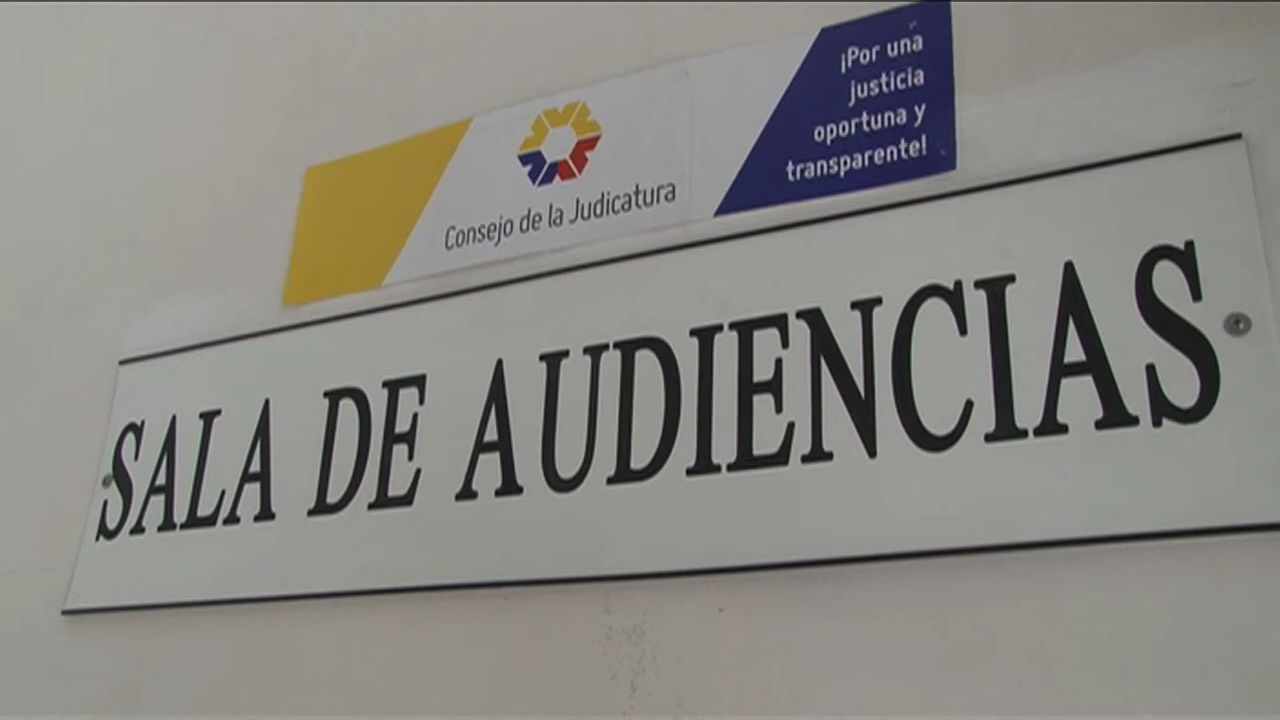 ¡Por una
justicia
oportuna y
transparente!
Consejo de la Judicatura
SALA DE AUDIENCIAS